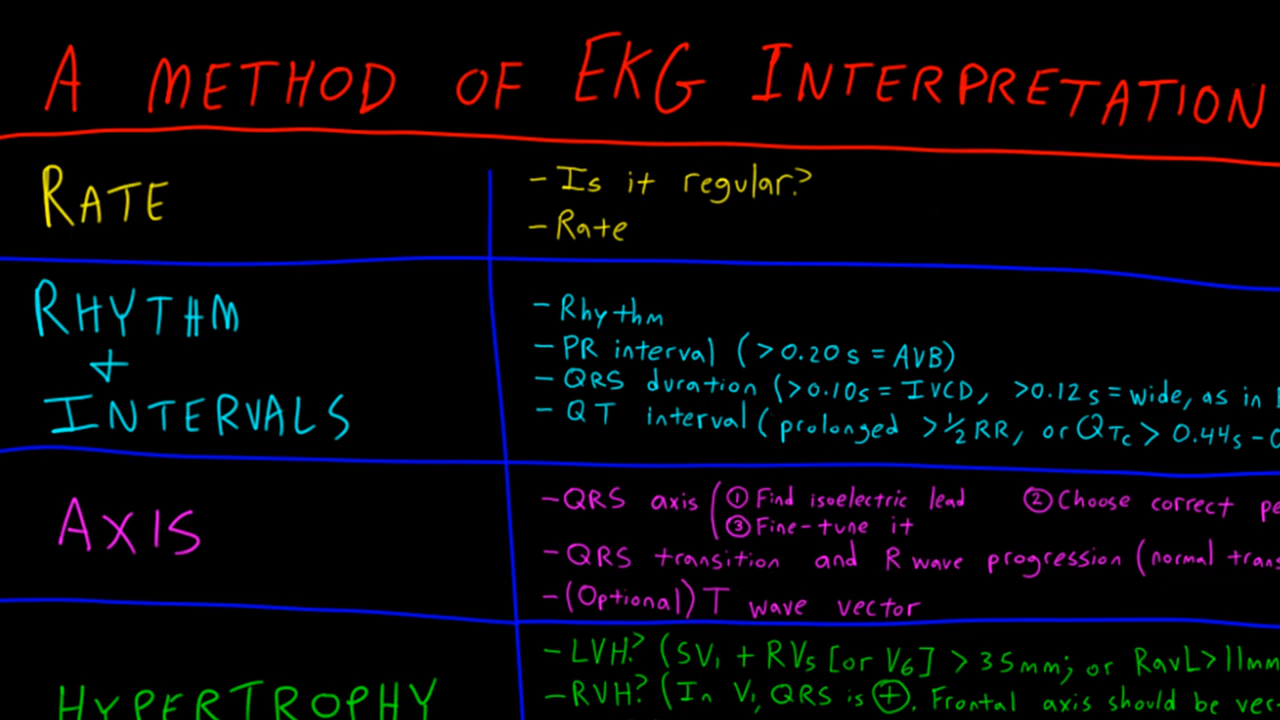 A METHOD OF EKG INTERPRETATION
RATE
- Is it regular?
- Rate
RHYTHM
+
INTERVALS
- Rhythm
- PR interval (>0.20s = AVB)
- QRS duration (>0.10s = IVCD, >0.12s = wide, as in
- QT interval (prolonged >½RR, or QTc > 0.44s -
AXIS
- QRS axis (① Find isoelectric lead ② Choose correct pe
③ Fine-tune it
- QRS transition and R wave progression (normal trans
- (Optional) T wave vector
HYPERTROPHY
- LVH? (SV₁ + RV₅ [or V₆] > 35mm; or RavL > 11mm
- RVH? (In V₁, QRS is ⊕. Frontal axis should be ver